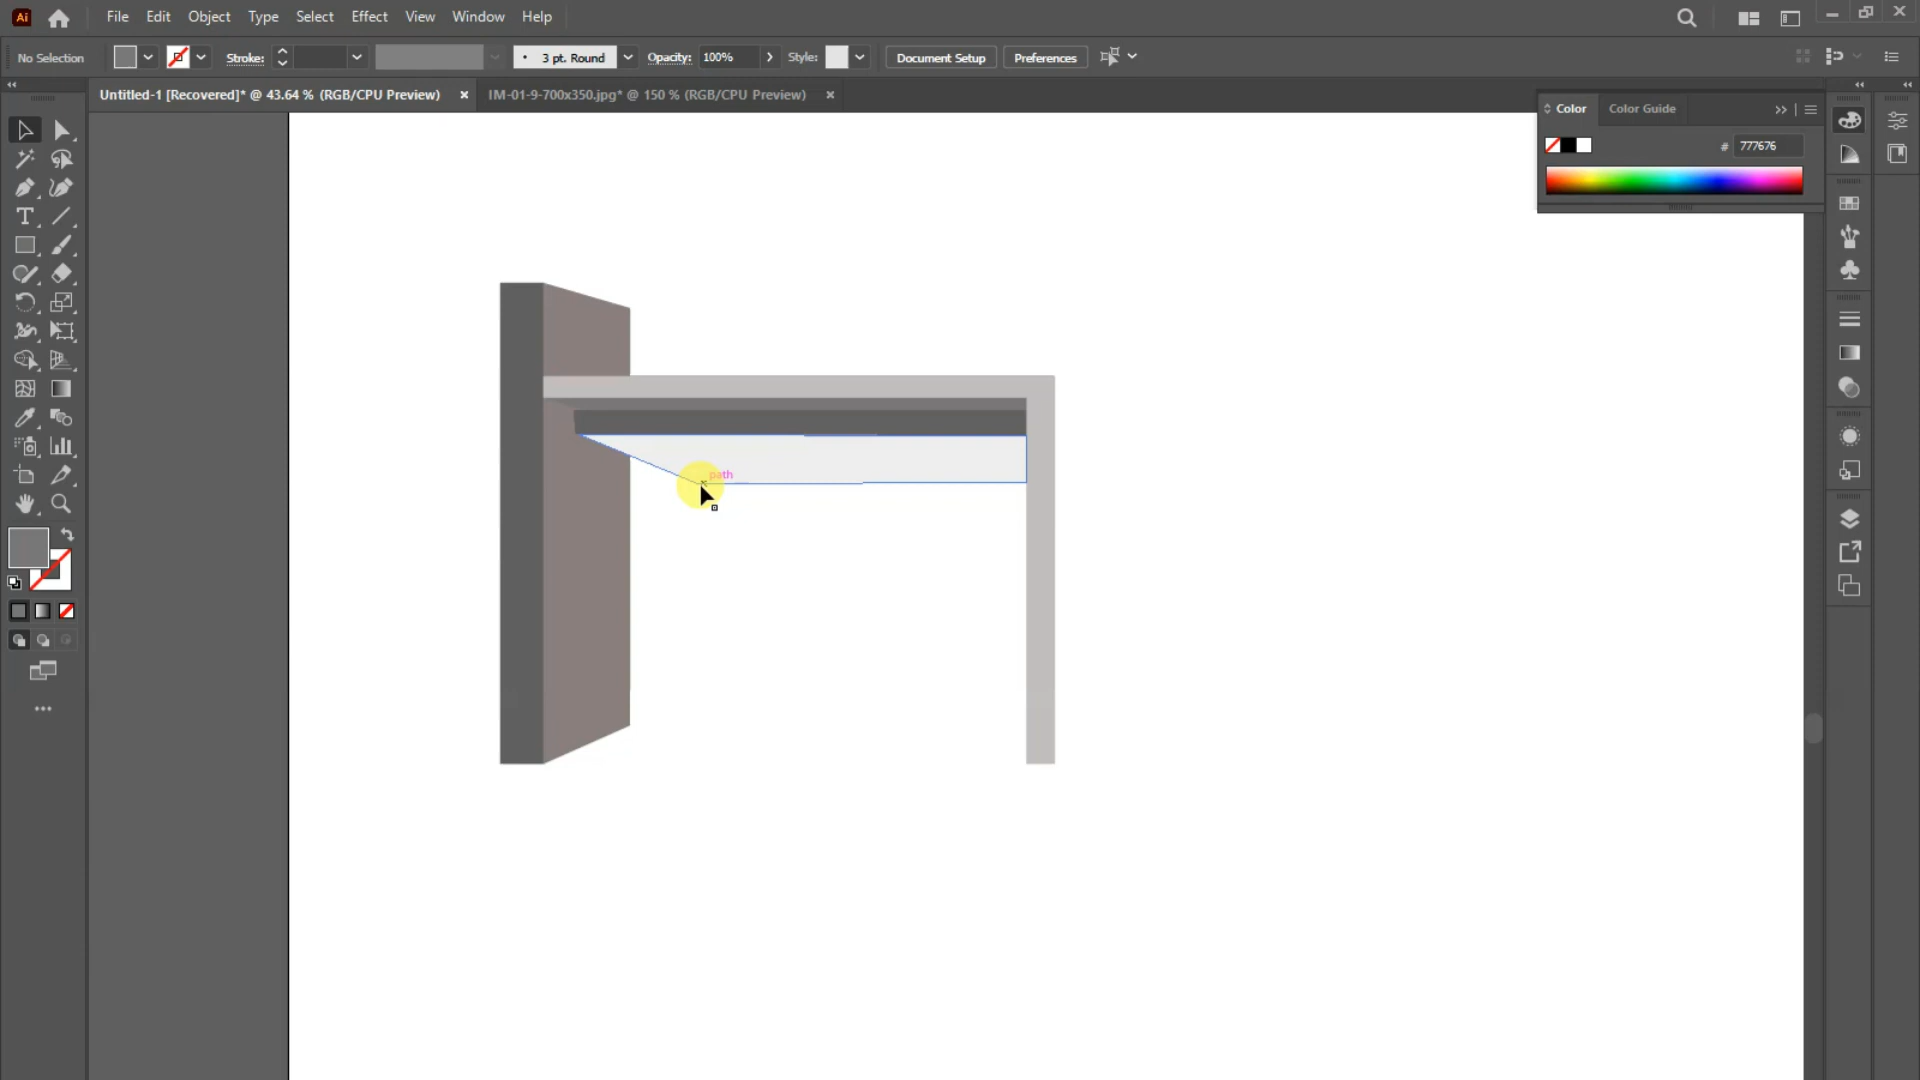 Ai File Edit Object Type Select Effect View Window Help
No Selection Stroke: 3 pt. Round Opacity: 100% Style: Document Setup Preferences
Untitled-1 [Recovered]* @ 43.64 % (RGB/CPU Preview) IM-01-9-700x350.jpg* @ 150 % (RGB/CPU Preview)
Color Color Guide
# 777676
path